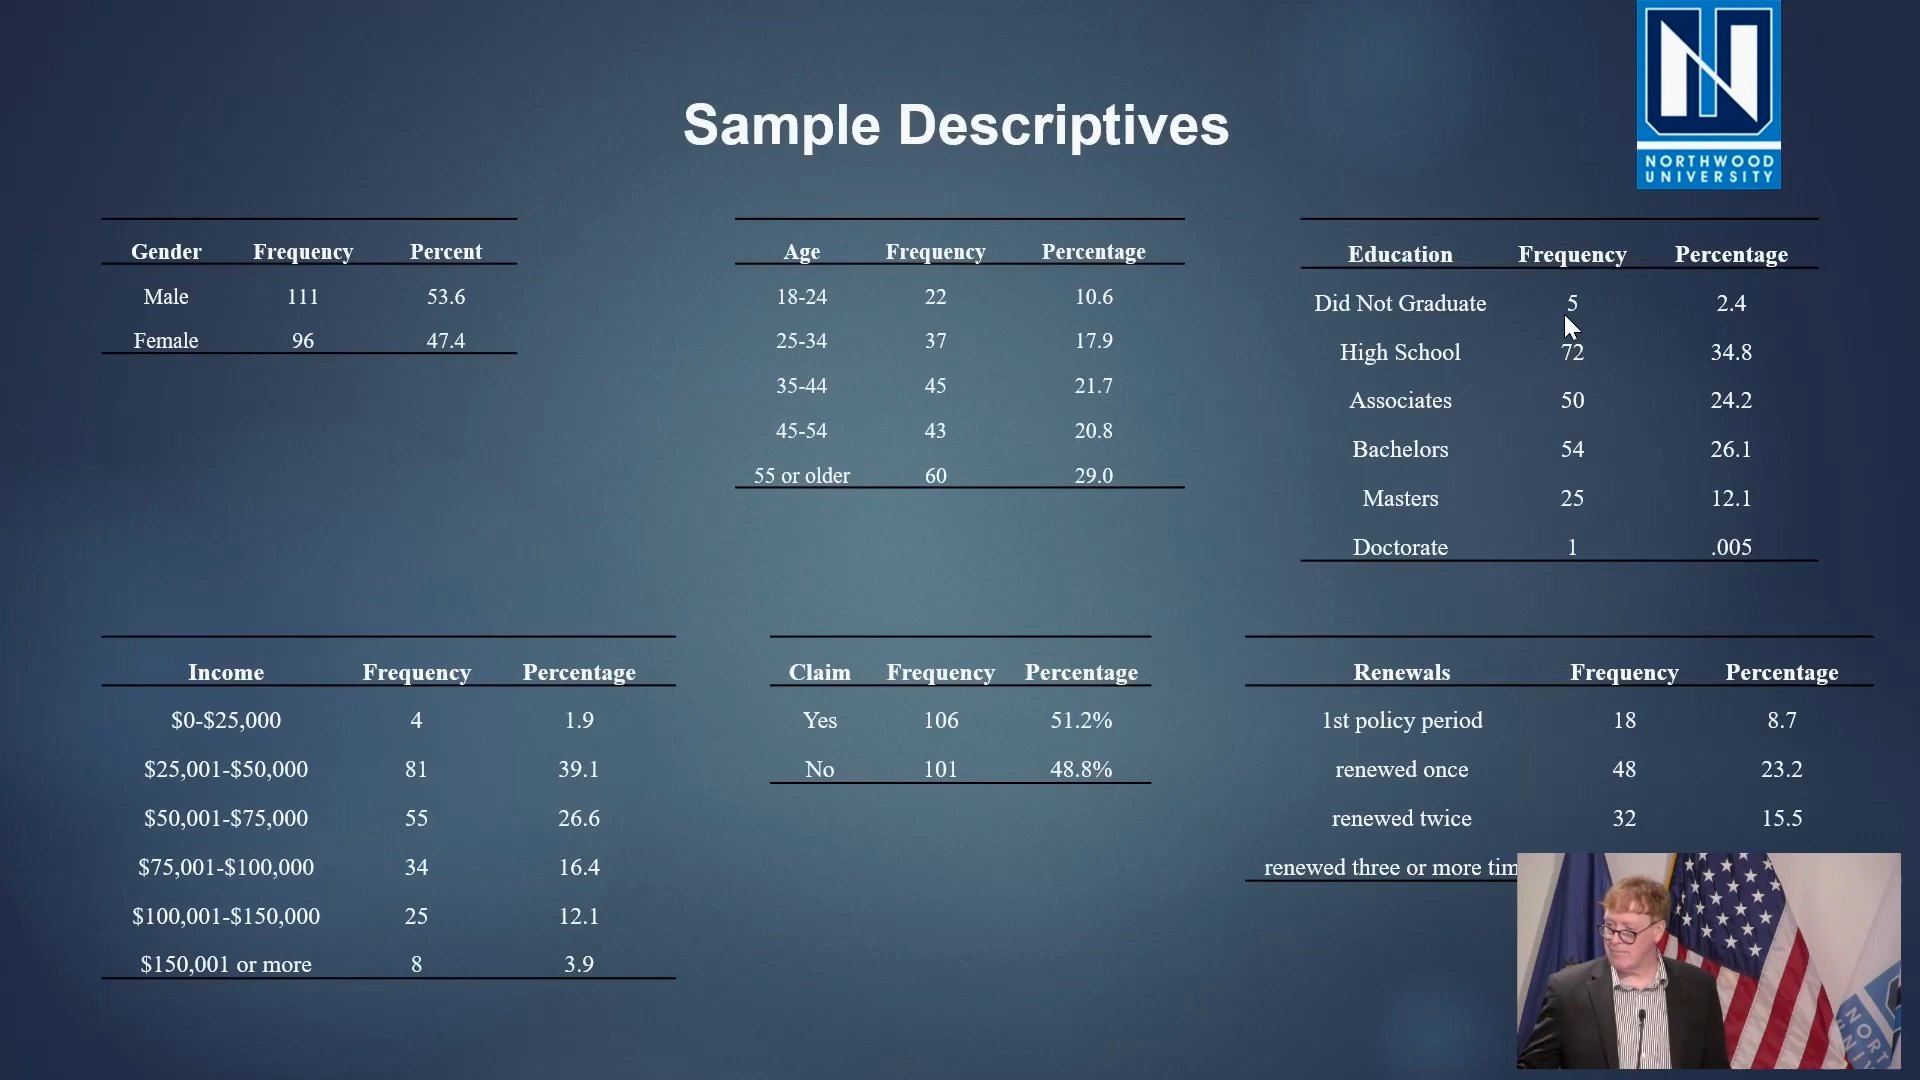 Sample Descriptives
NORTHWOOD
UNIVERSITY
Gender Frequency Percent
Male 111 53.6
Female 96 47.4
Age Frequency Percentage
18-24 22 10.6
25-34 37 17.9
35-44 45 21.7
45-54 43 20.8
55 or older 60 29.0
Education Frequency Percentage
Did Not Graduate 5 2.4
High School 72 34.8
Associates 50 24.2
Bachelors 54 26.1
Masters 25 12.1
Doctorate 1 .005
Income Frequency Percentage
$0-$25,000 4 1.9
$25,001-$50,000 81 39.1
$50,001-$75,000 55 26.6
$75,001-$100,000 34 16.4
$100,001-$150,000 25 12.1
$150,001 or more 8 3.9
Claim Frequency Percentage
Yes 106 51.2%
No 101 48.8%
Renewals Frequency Percentage
1st policy period 18 8.7
renewed once 48 23.2
renewed twice 32 15.5
renewed three or more tim